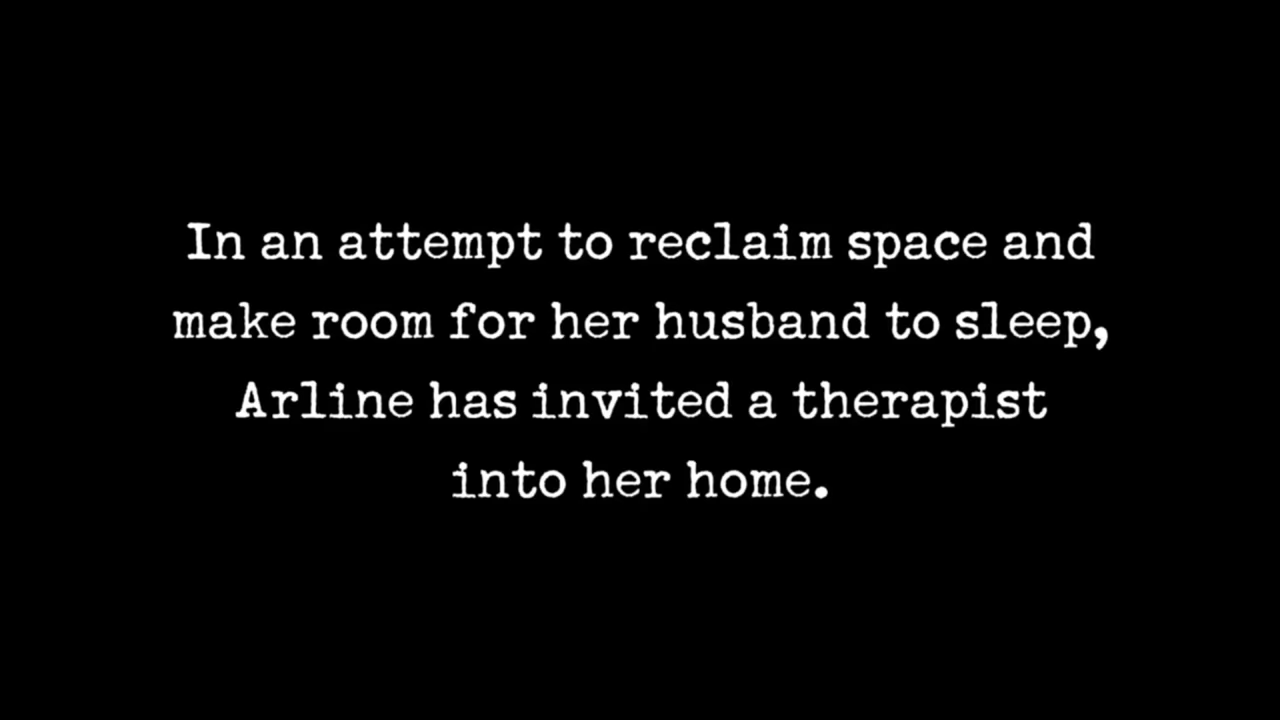 In an attempt to reclaim space and
make room for her husband to sleep,
Arline has invited a therapist
into her home.